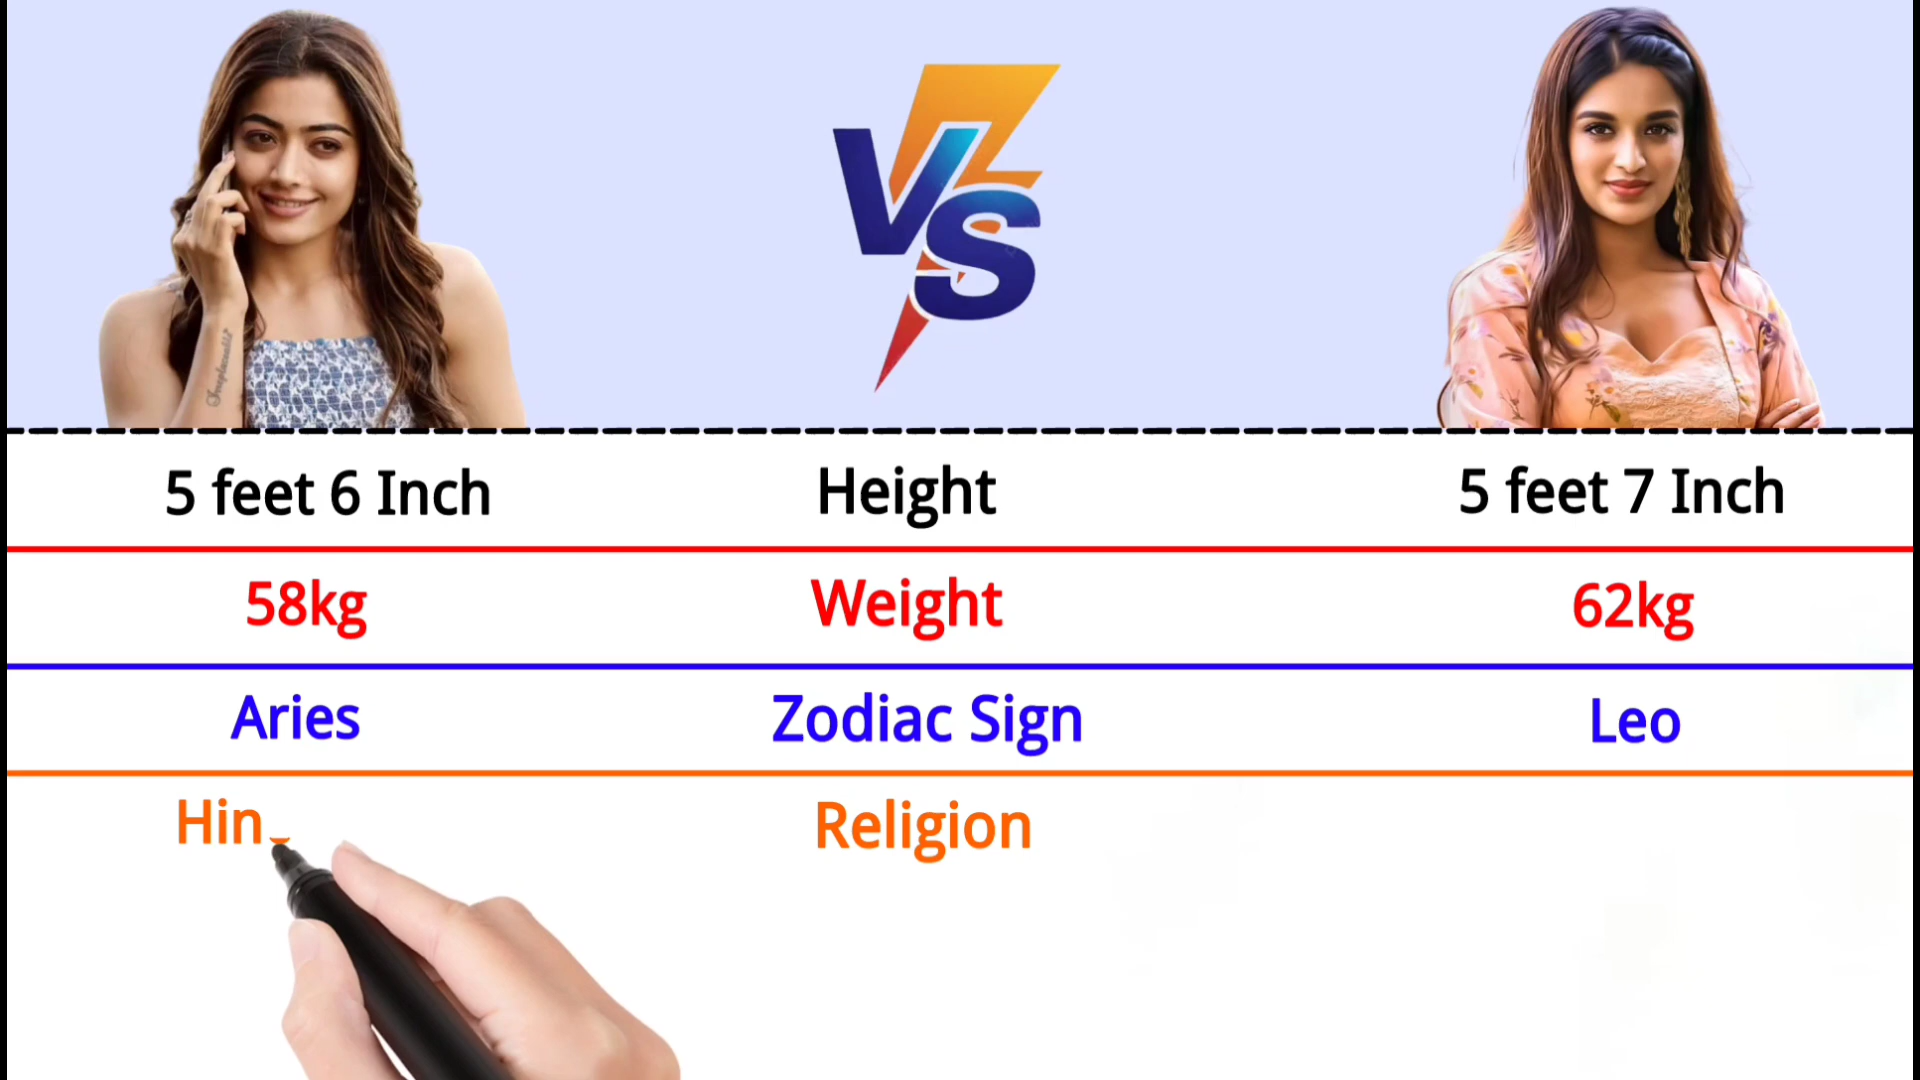 VS
5 feet 6 Inch Height 5 feet 7 Inch
58kg Weight 62kg
Aries Zodiac Sign Leo
Hin Religion